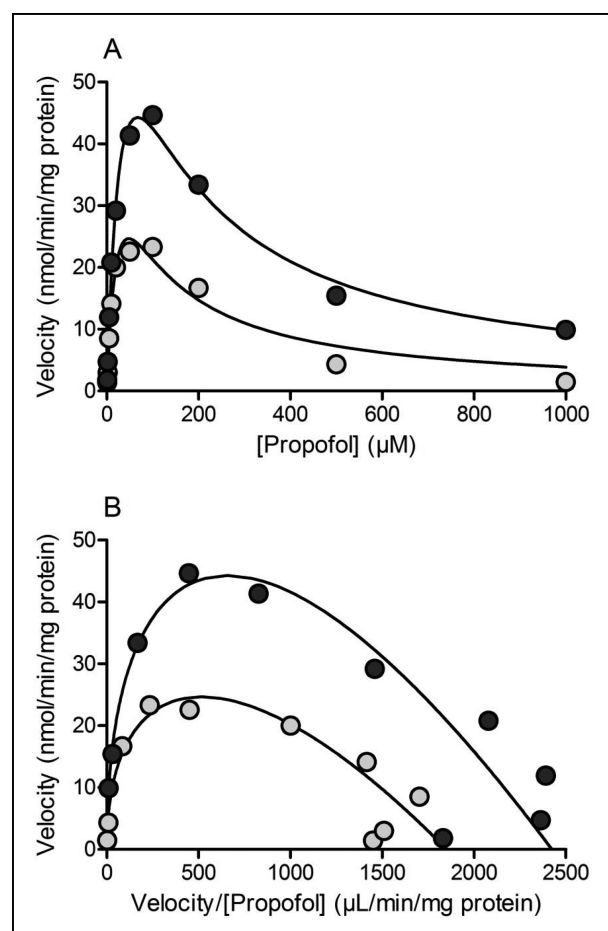 A
Velocity (nmol/min/mg protein)
50
40
30
20
10
0
0 200 400 600 800 1000
[Propofol] (µM)
B
Velocity (nmol/min/mg protein)
50
40
30
20
10
0
0 500 1000 1500 2000 2500
Velocity/[Propofol] (µL/min/mg protein)